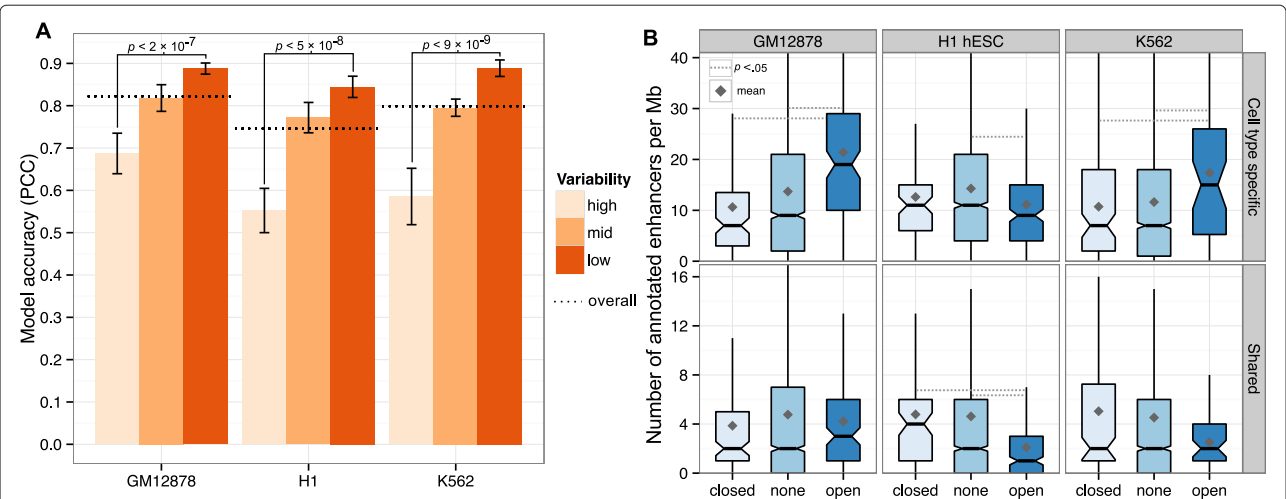 A
p < 2 × 10⁻⁷
p < 5 × 10⁻⁸
p < 9 × 10⁻⁹
Model accuracy (PCC)
0.9
0.8
0.7
0.6
0.5
0.4
0.3
0.2
0.1
0.0
GM12878
H1
K562
Variability
high
mid
low
overall
B
GM12878
H1 hESC
K562
p <.05
mean
Number of annotated enhancers per Mb
40
30
20
10
0
Cell type specific
16
12
8
4
0
Shared
closed none open
closed none open
closed none open